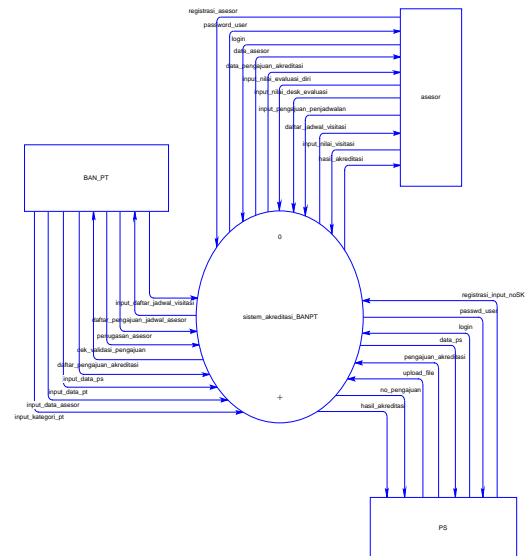 registrasi_asesor
password_user
login
data_asesor
data_pengajuan_akreditasi
input_nilai_evaluasi_diri
input_nilai_desk_evaluasi
input_pengajuan_penjadwalan
daftar_jadwal_visitasi
input_nilai_visitasi
hasil_akreditasi
asesor
BAN_PT
0
sistem_akreditasi_BANPT
+
input_daftar_jadwal_visitasi
daftar_pengajuan_jadwal_asesor
penugasan_asesor
cek_validasi_pengajuan
daftar_pengajuan_akreditasi
input_data_ps
input_data_pt
input_data_asesor
input_kategori_pt
registrasi_input_noSK
passwd_user
login
data_ps
pengajuan_akreditasi
upload_file
no_pengajuan
hasil_akreditasi
PS